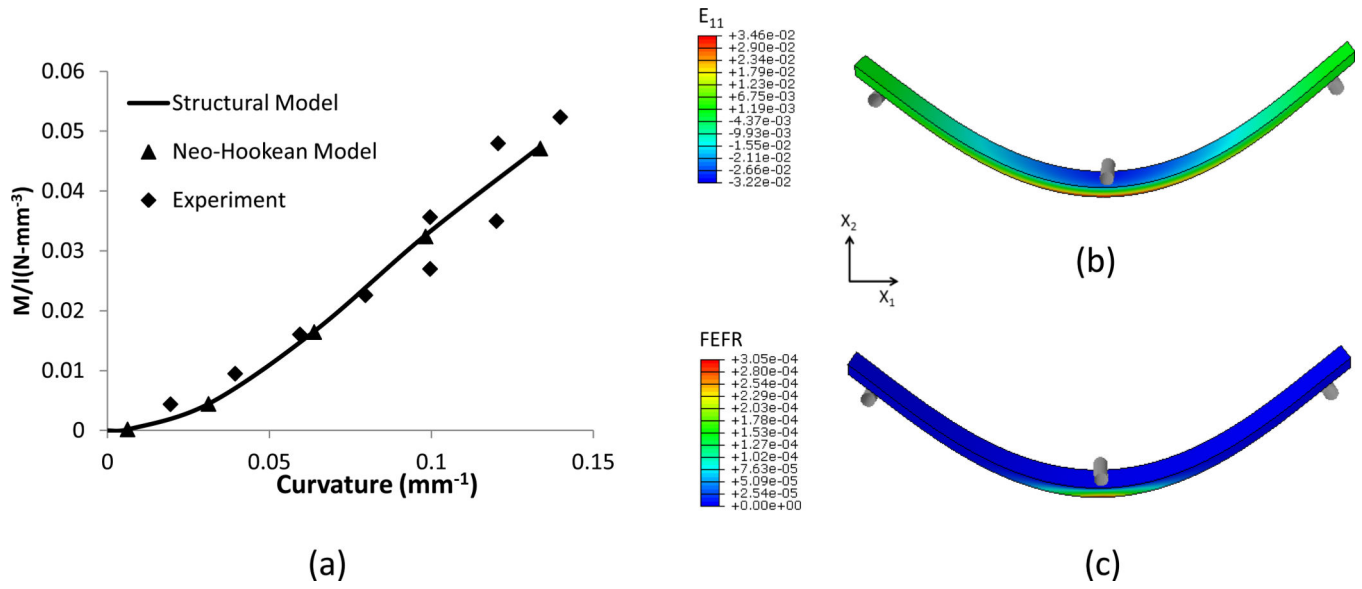 0.06
0.05
0.04
0.03
0.02
0.01
0
M/I(N-mm-3)
Structural Model
Neo-Hookean Model
Experiment
0 0.05 0.1 0.15
Curvature (mm-1)
(a)
E11
+3.46e-02
+2.90e-02
+2.34e-02
+1.79e-02
+1.23e-02
+6.75e-03
+1.19e-03
-4.37e-03
-9.93e-03
-1.55e-02
-2.11e-02
-2.66e-02
-3.22e-02
X2
X1
(b)
FEFR
+3.05e-04
+2.80e-04
+2.54e-04
+2.29e-04
+2.03e-04
+1.78e-04
+1.53e-04
+1.27e-04
+1.02e-04
+7.63e-05
+5.09e-05
+2.54e-05
+0.00e+00
(c)